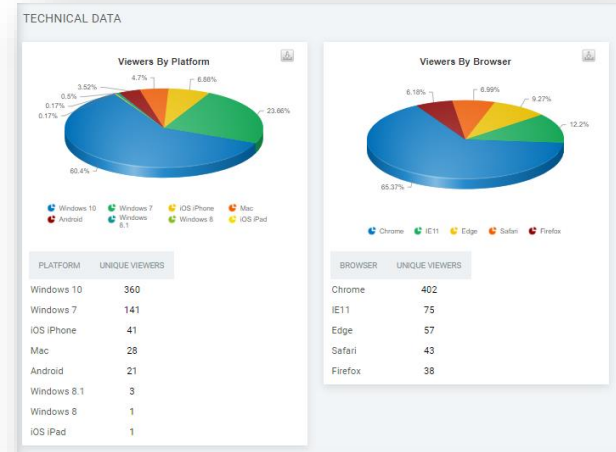 TECHNICAL DATA
Viewers By Platform
4.7%
6.88%
3.52%
0.5%
0.17%
0.17%
23.66%
60.4%
Windows 10 Windows 7 iOS iPhone Mac
Android Windows 8.1 Windows 8 iOS iPad
PLATFORM UNIQUE VIEWERS
Windows 10 360
Windows 7 141
iOS iPhone 41
Mac 28
Android 21
Windows 8.1 3
Windows 8 1
iOS iPad 1
Viewers By Browser
6.18%
6.99%
9.27%
12.2%
65.37%
Chrome IE11 Edge Safari Firefox
BROWSER UNIQUE VIEWERS
Chrome 402
IE11 75
Edge 57
Safari 43
Firefox 38